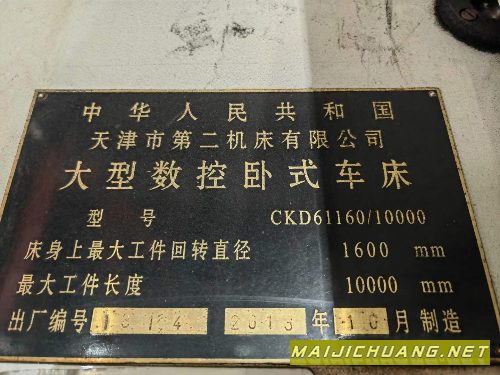 中华人民共和国
天津市第二机床有限公司
大型数控卧式车床
型号 CKD61160/10000
床身上最大工件回转直径 1600 mm
最大工件长度 10000 mm
出厂编号 2013 年 10 月制造
MAIJICHUANG.NET